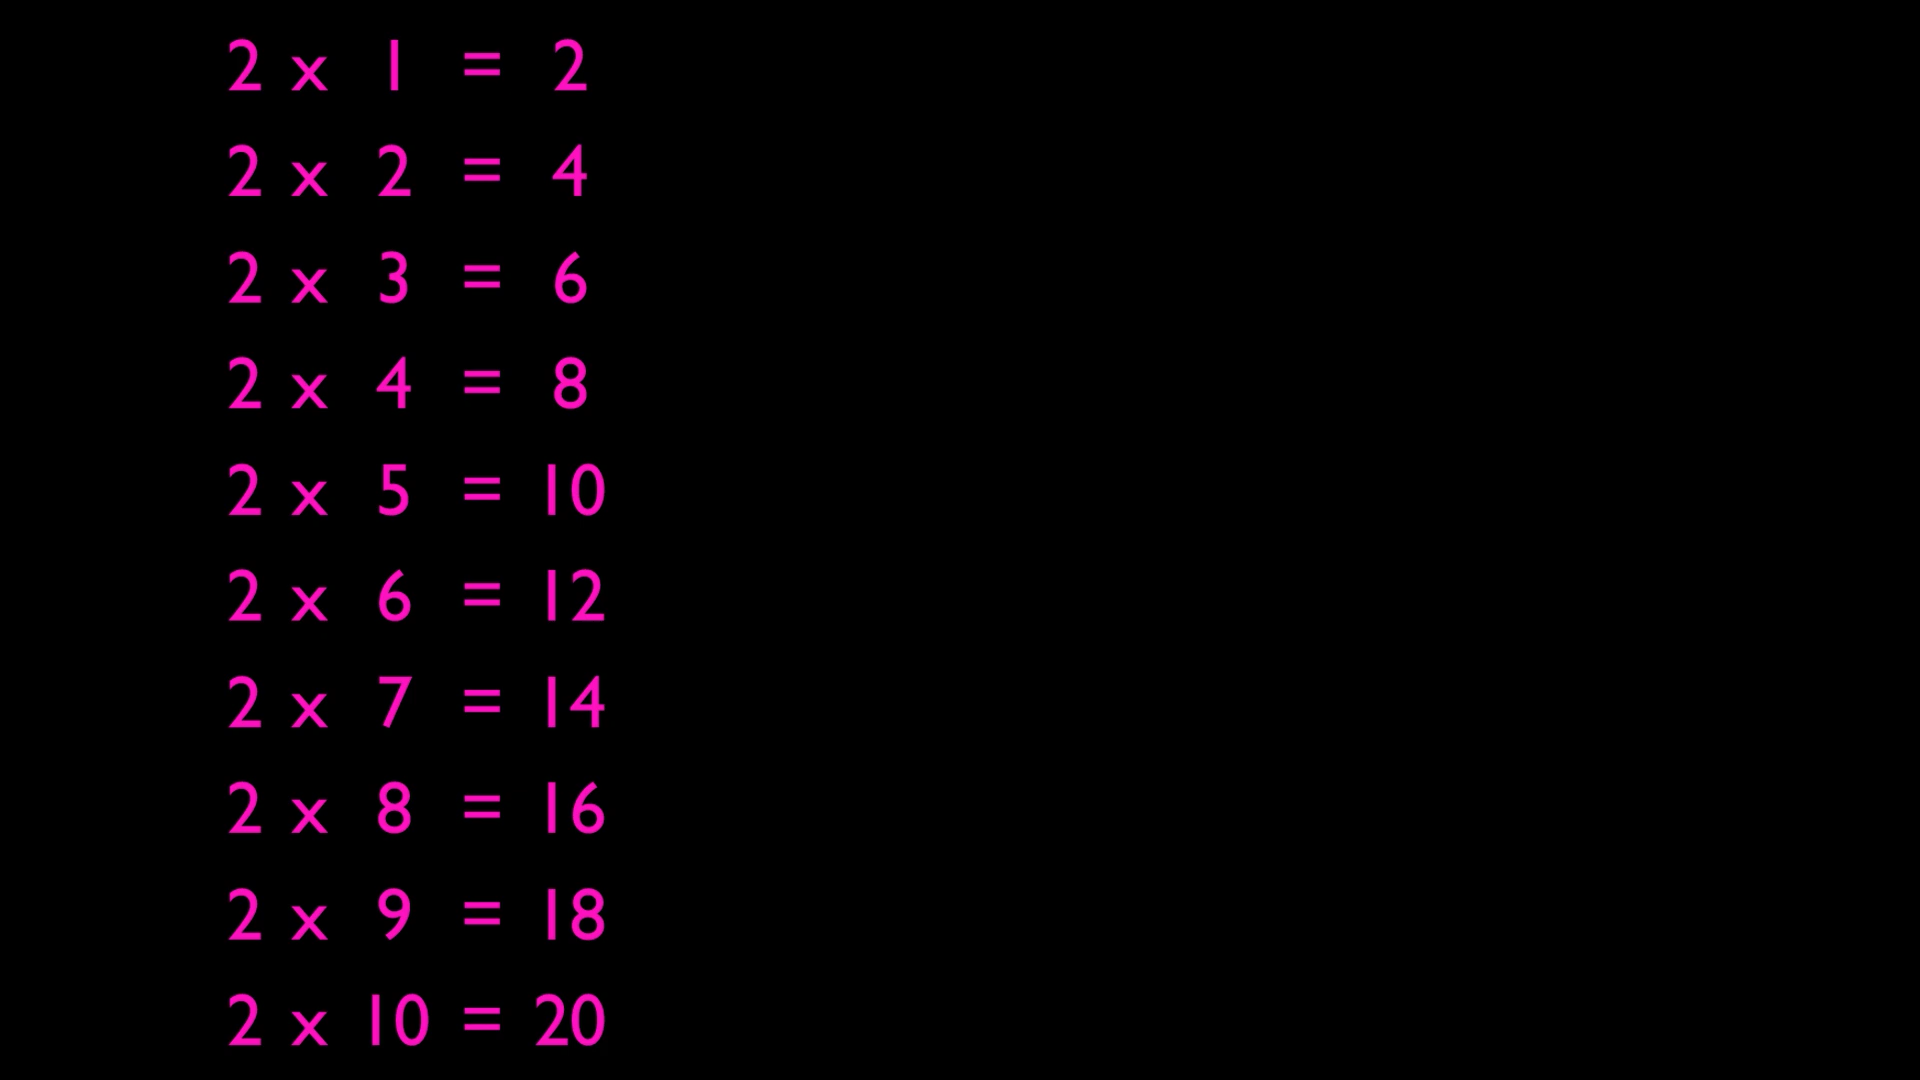 2 x 1 = 2
2 x 2 = 4
2 x 3 = 6
2 x 4 = 8
2 x 5 = 10
2 x 6 = 12
2 x 7 = 14
2 x 8 = 16
2 x 9 = 18
2 x 10 = 20